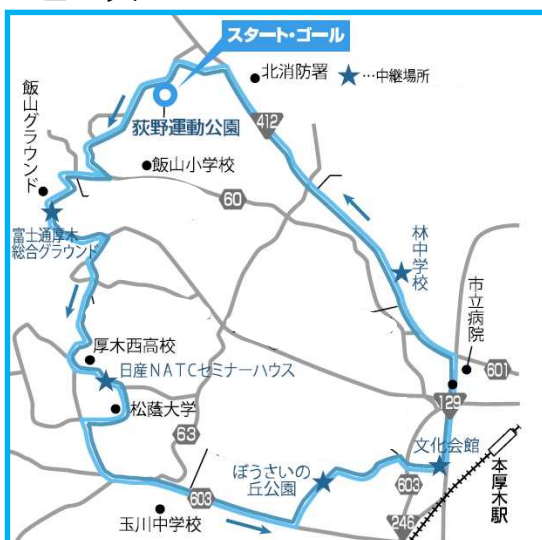 スタート・ゴール
北消防署
★…中継場所
荻野運動公園
飯山グラウンド
412
飯山小学校
60
富士通厚木
総合グラウンド
林中学校
市立病院
厚木西高校
601
日産NATCセミナーハウス
129
松蔭大学
63
文化会館
ぼうさいの
丘公園
本厚木駅
603
603
玉川中学校
246